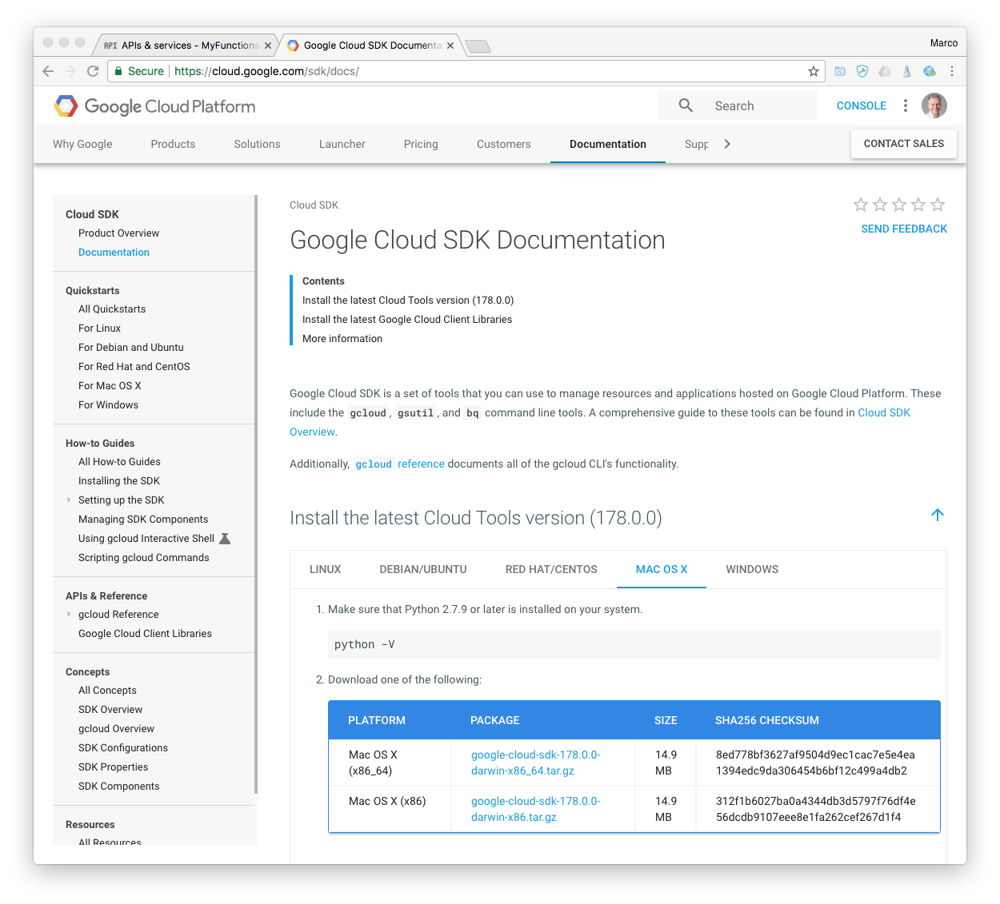 API APIs & services - MyFunctions
Google Cloud SDK Documenta
Marco
Secure https://cloud.google.com/sdk/docs/
Google Cloud Platform
Search
CONSOLE
Why Google Products Solutions Launcher Pricing Customers Documentation Supp
CONTACT SALES
Cloud SDK
Product Overview
Documentation
Quickstarts
All Quickstarts
For Linux
For Debian and Ubuntu
For Red Hat and CentOS
For Mac OS X
For Windows
How-to Guides
All How-to Guides
Installing the SDK
Setting up the SDK
Managing SDK Components
Using gcloud Interactive Shell
Scripting gcloud Commands
APIs & Reference
gcloud Reference
Google Cloud Client Libraries
Concepts
All Concepts
SDK Overview
gcloud Overview
SDK Configurations
SDK Properties
SDK Components
Resources
All Resources
Cloud SDK
SEND FEEDBACK
Google Cloud SDK Documentation
Contents
Install the latest Cloud Tools version (178.0.0)
Install the latest Google Cloud Client Libraries
More information
Google Cloud SDK is a set of tools that you can use to manage resources and applications hosted on Google Cloud Platform. These
include the gcloud, gsutil, and bq command line tools. A comprehensive guide to these tools can be found in Cloud SDK
Overview.
Additionally, gcloud reference documents all of the gcloud CLI's functionality.
Install the latest Cloud Tools version (178.0.0)
LINUX DEBIAN/UBUNTU RED HAT/CENTOS MAC OS X WINDOWS
1. Make sure that Python 2.7.9 or later is installed on your system.
python -V
2. Download one of the following:
PLATFORM PACKAGE SIZE SHA256 CHECKSUM
Mac OS X google-cloud-sdk-178.0.0- 14.9 8ed778bf3627af9504d9ec1cac7e5e4ea
(x86_64) darwin-x86_64.tar.gz MB 1394edc9da306454b6bf12c499a4db2
Mac OS X (x86) google-cloud-sdk-178.0.0- 14.9 312f1b6027ba0a4344db3d5797f76df4e
darwin-x86.tar.gz MB 56dcdb9107eee8e1fa262cef267d1f4